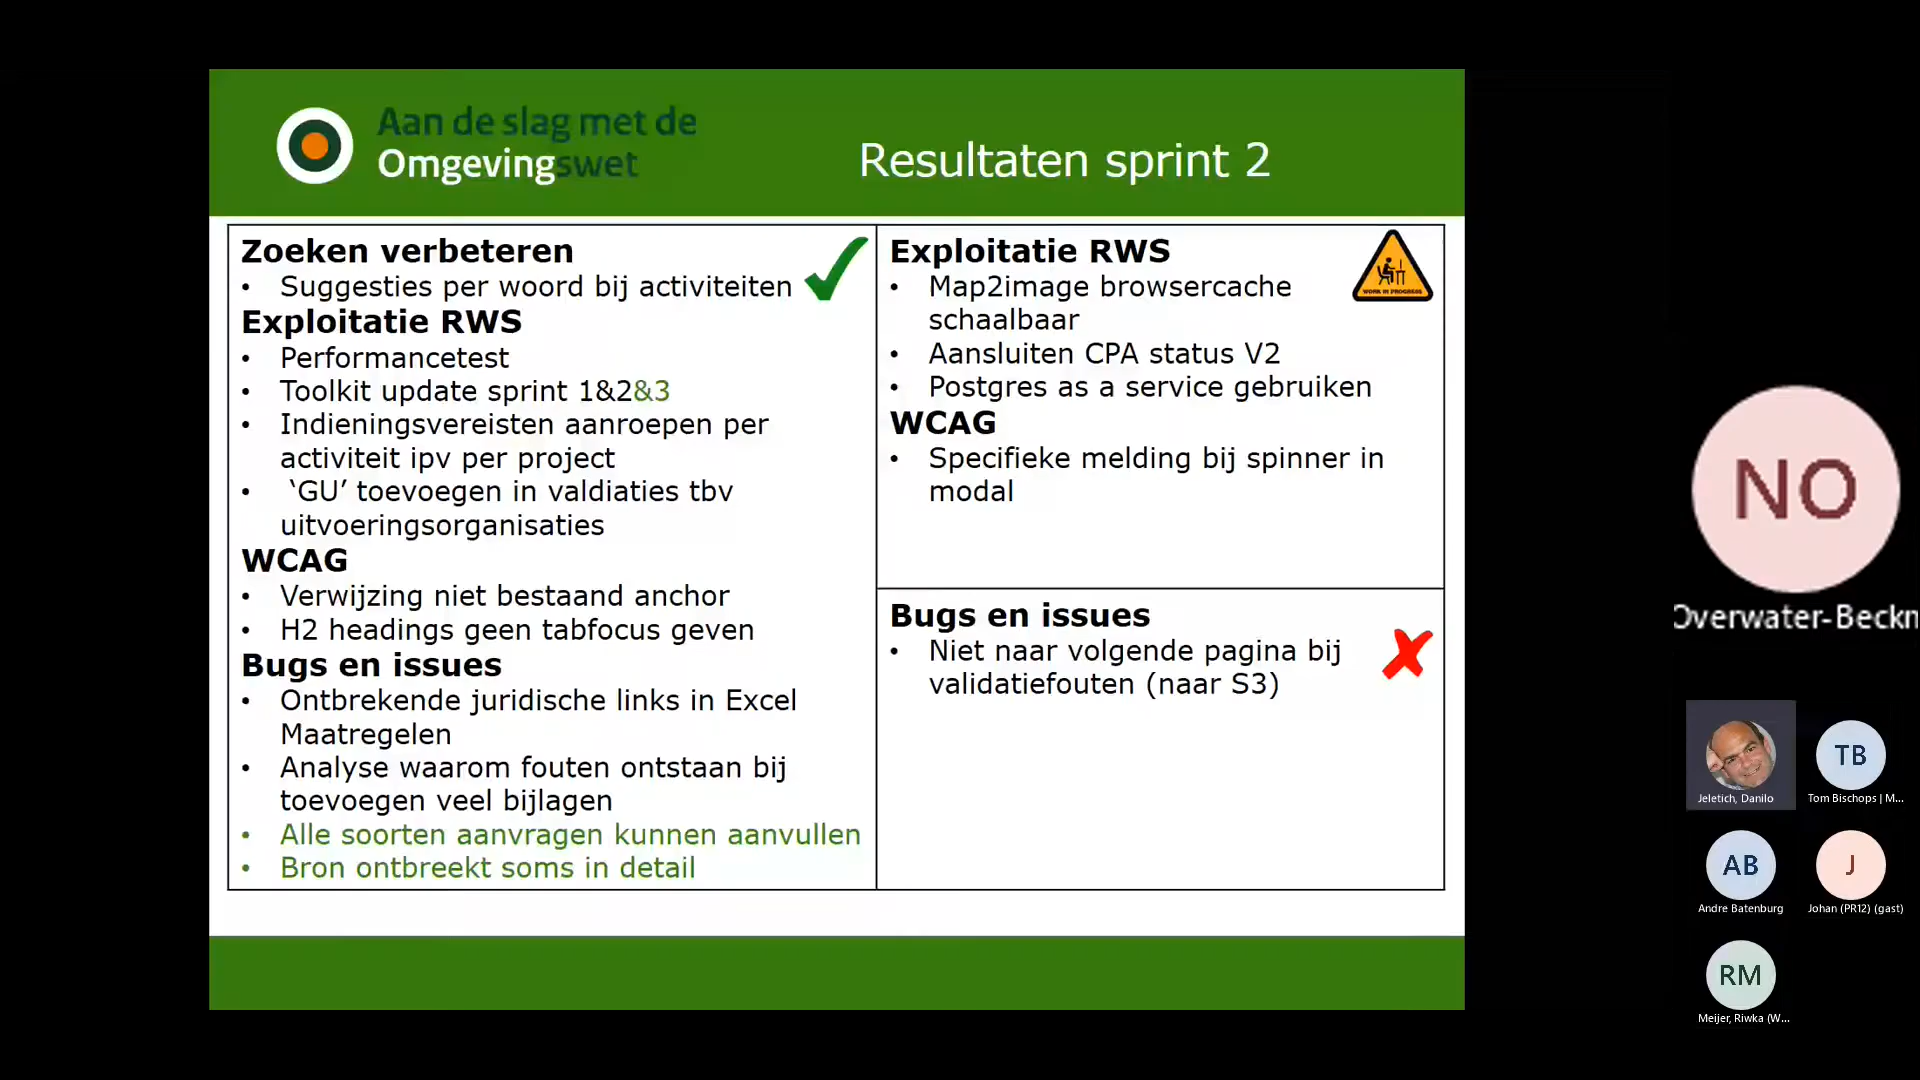 Aan de slag met de
Omgevingswet
Resultaten sprint 2
Zoeken verbeteren
• Suggesties per woord bij activiteiten
Exploitatie RWS
• Performancetest
• Toolkit update sprint 1&2&3
• Indieningsvereisten aanroepen per
activiteit ipv per project
• ‘GU’ toevoegen in valdiaties tbv
uitvoeringsorganisaties
WCAG
• Verwijzing niet bestaand anchor
• H2 headings geen tabfocus geven
Bugs en issues
• Ontbrekende juridische links in Excel
Maatregelen
• Analyse waarom fouten ontstaan bij
toevoegen veel bijlagen
• Alle soorten aanvragen kunnen aanvullen
• Bron ontbreekt soms in detail
Exploitatie RWS
• Map2image browsercache
schaalbaar
• Aansluiten CPA status V2
• Postgres as a service gebruiken
WCAG
• Specifieke melding bij spinner in
modal
WORK IN PROGRESS
Bugs en issues
• Niet naar volgende pagina bij
validatiefouten (naar S3)
NO
Overwater-Beckn
Jeletich, Danilo
TB
Tom Bischops | M...
AB
Andre Batenburg
J
Johan (PR12) (gast)
RM
Meijer, Riwka (W...